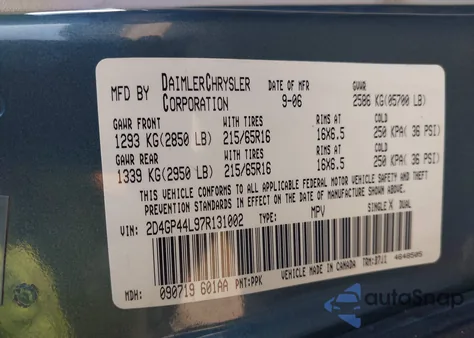 MFD BY DAIMLERCHRYSLER CORPORATION DATE OF MFR 9-06 GVWR 2586 KG(05700 LB)
GAWR FRONT WITH TIRES RIMS AT COLD
1293 KG(2850 LB) 215/65R16 16X6.5 250 KPA( 36 PSI)
GAWR REAR WITH TIRES RIMS AT COLD
1339 KG(2950 LB) 215/65R16 16X6.5 250 KPA( 36 PSI)
THIS VEHICLE CONFORMS TO ALL APPLICABLE FEDERAL MOTOR VEHICLE SAFETY AND THEFT
PREVENTION STANDARDS IN EFFECT ON THE DATE OF MANUFACTURE SHOWN ABOVE.
VIN: 2D4GP44L97R131002 TYPE: MPV SINGLE X DUAL
MDH: 090719 601AA PNT:PPK VEHICLE MADE IN CANADA 4648505
autoSnap